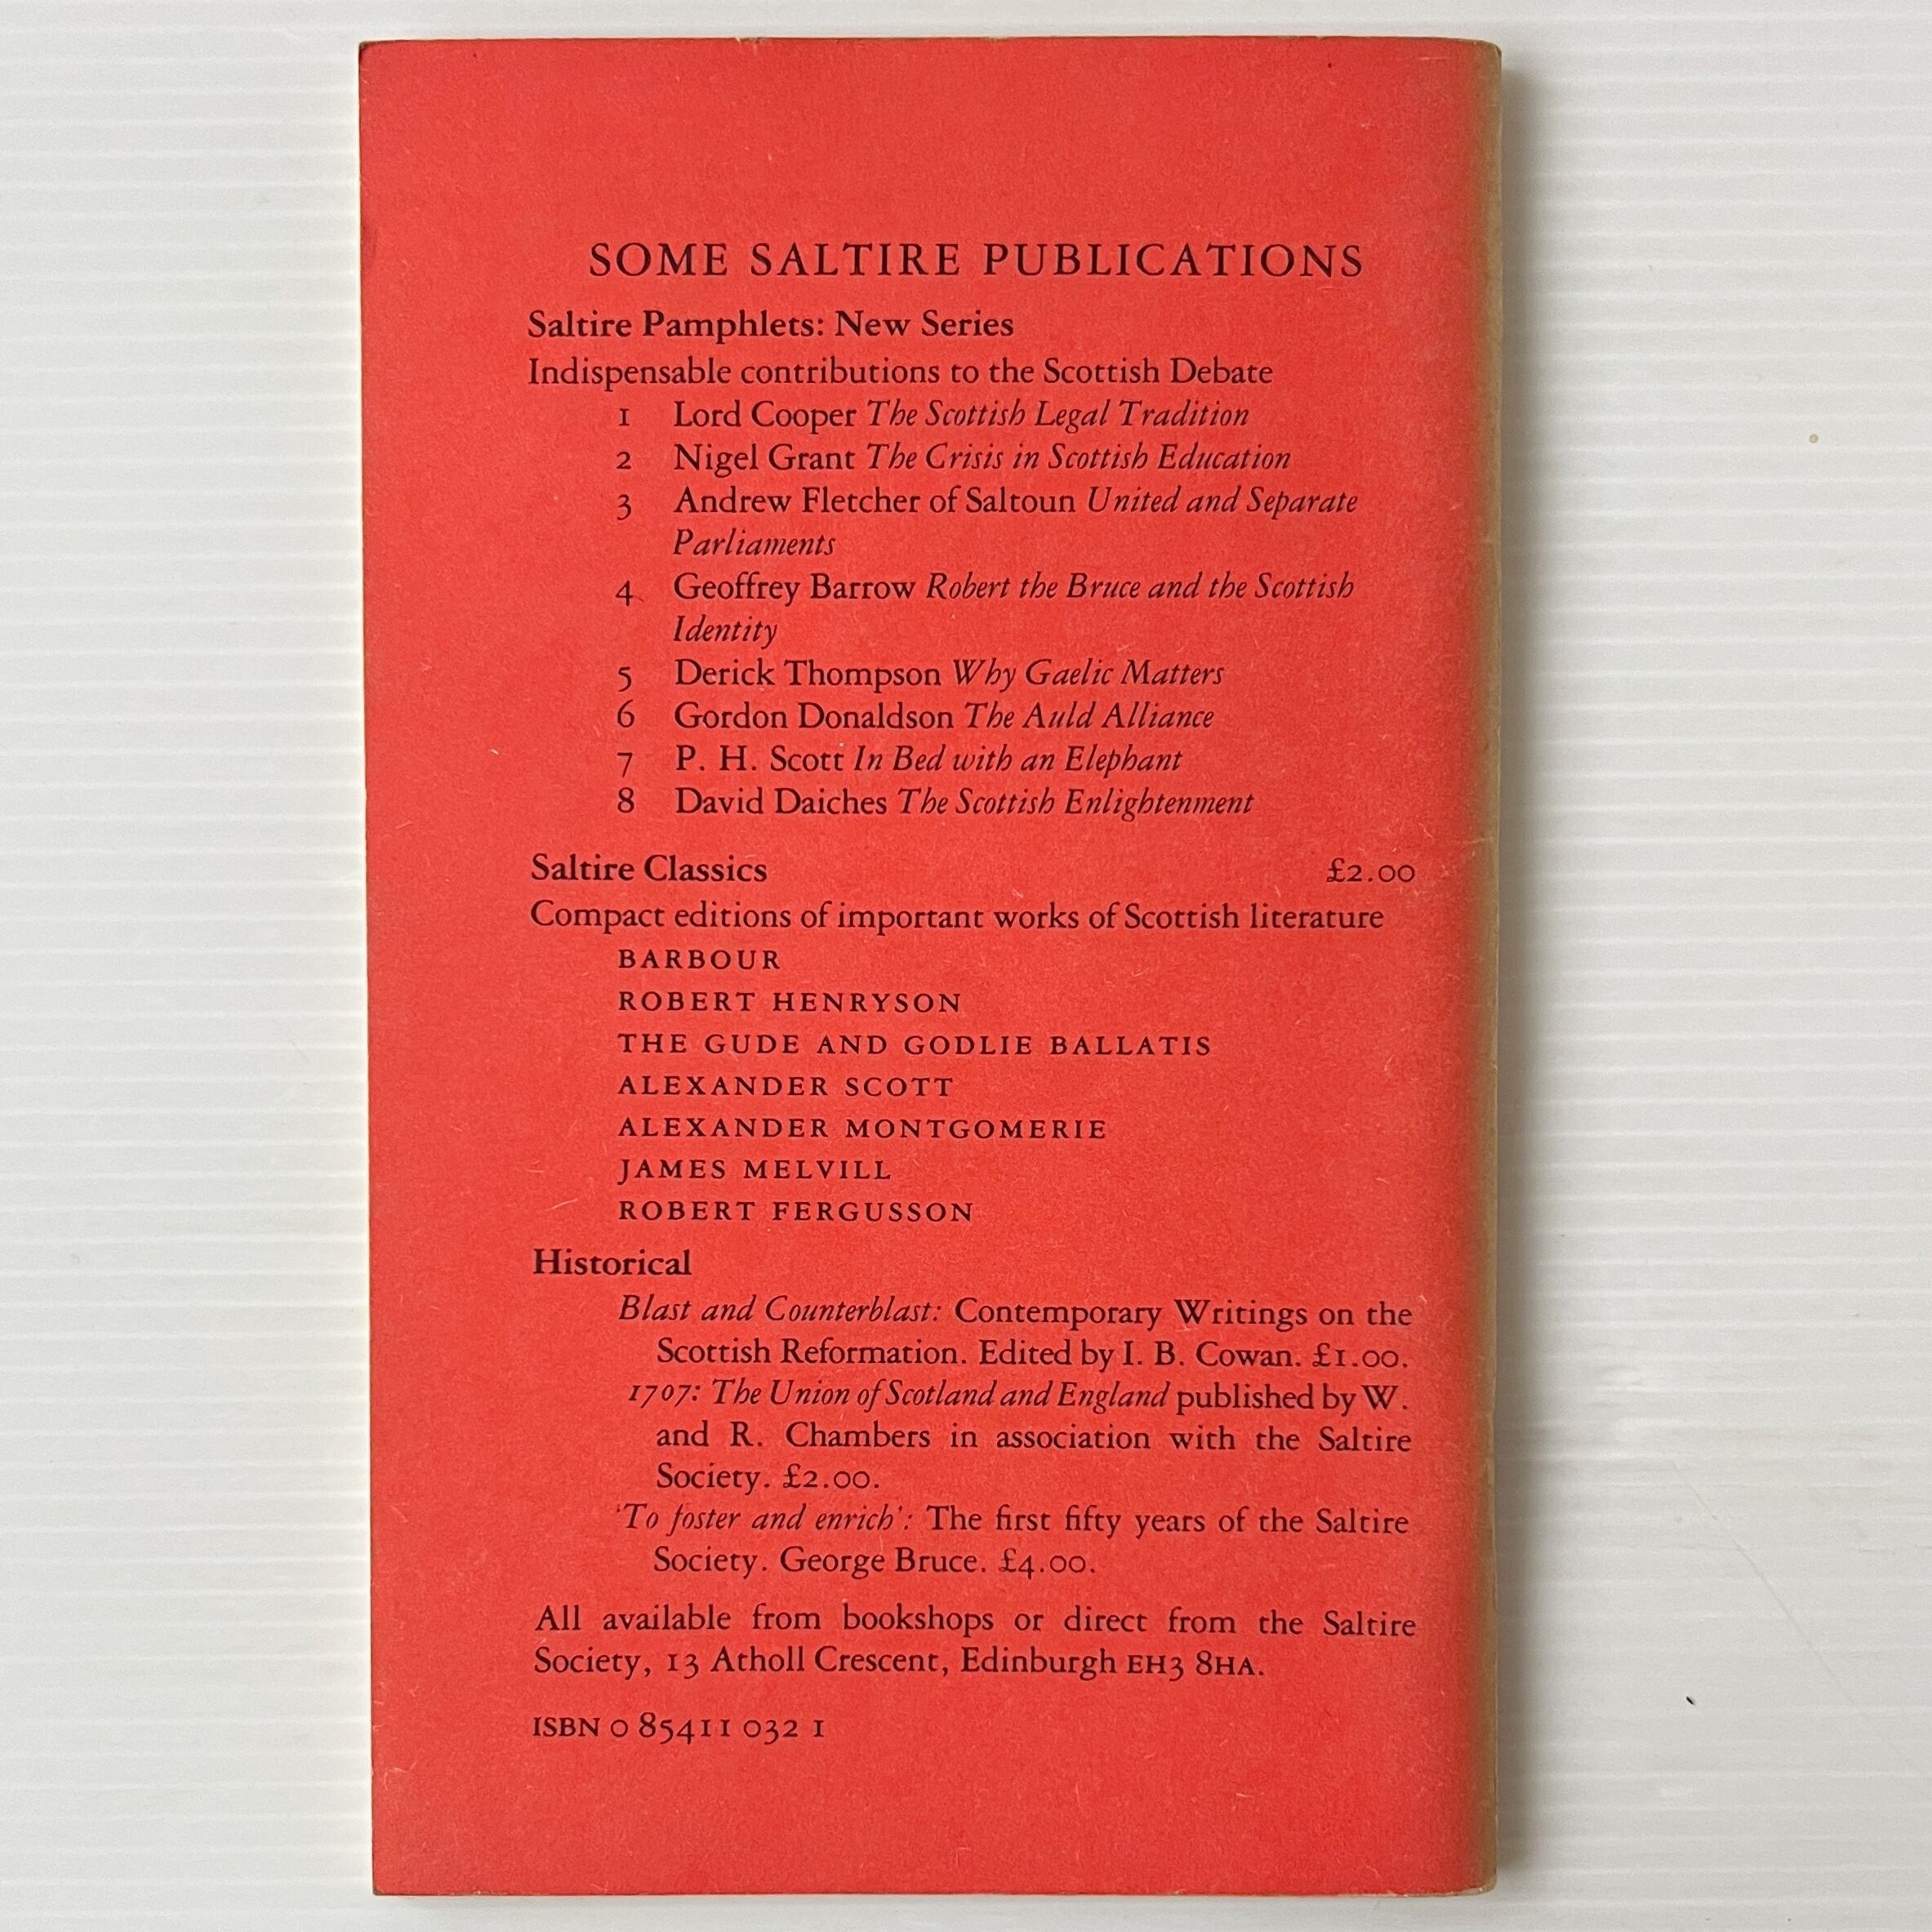 SOME SALTIRE PUBLICATIONS
Saltire Pamphlets: New Series
Indispensable contributions to the Scottish Debate
1 Lord Cooper The Scottish Legal Tradition
2 Nigel Grant The Crisis in Scottish Education
3 Andrew Fletcher of Saltoun United and Separate
Parliaments
4 Geoffrey Barrow Robert the Bruce and the Scottish
Identity
5 Derick Thompson Why Gaelic Matters
6 Gordon Donaldson The Auld Alliance
7 P. H. Scott In Bed with an Elephant
8 David Daiches The Scottish Enlightenment
Saltire Classics £2.00
Compact editions of important works of Scottish literature
BARBOUR
ROBERT HENRYSON
THE GUDE AND GODLIE BALLATIS
ALEXANDER SCOTT
ALEXANDER MONTGOMERIE
JAMES MELVILL
ROBERT FERGUSSON
Historical
Blast and Counterblast: Contemporary Writings on the
Scottish Reformation. Edited by I. B. Cowan. £1.00.
1707: The Union of Scotland and England published by W.
and R. Chambers in association with the Saltire
Society. £2.00.
'To foster and enrich': The first fifty years of the Saltire
Society. George Bruce. £4.00.
All available from bookshops or direct from the Saltire
Society, 13 Atholl Crescent, Edinburgh EH3 8HA.
ISBN 0 85411 032 1